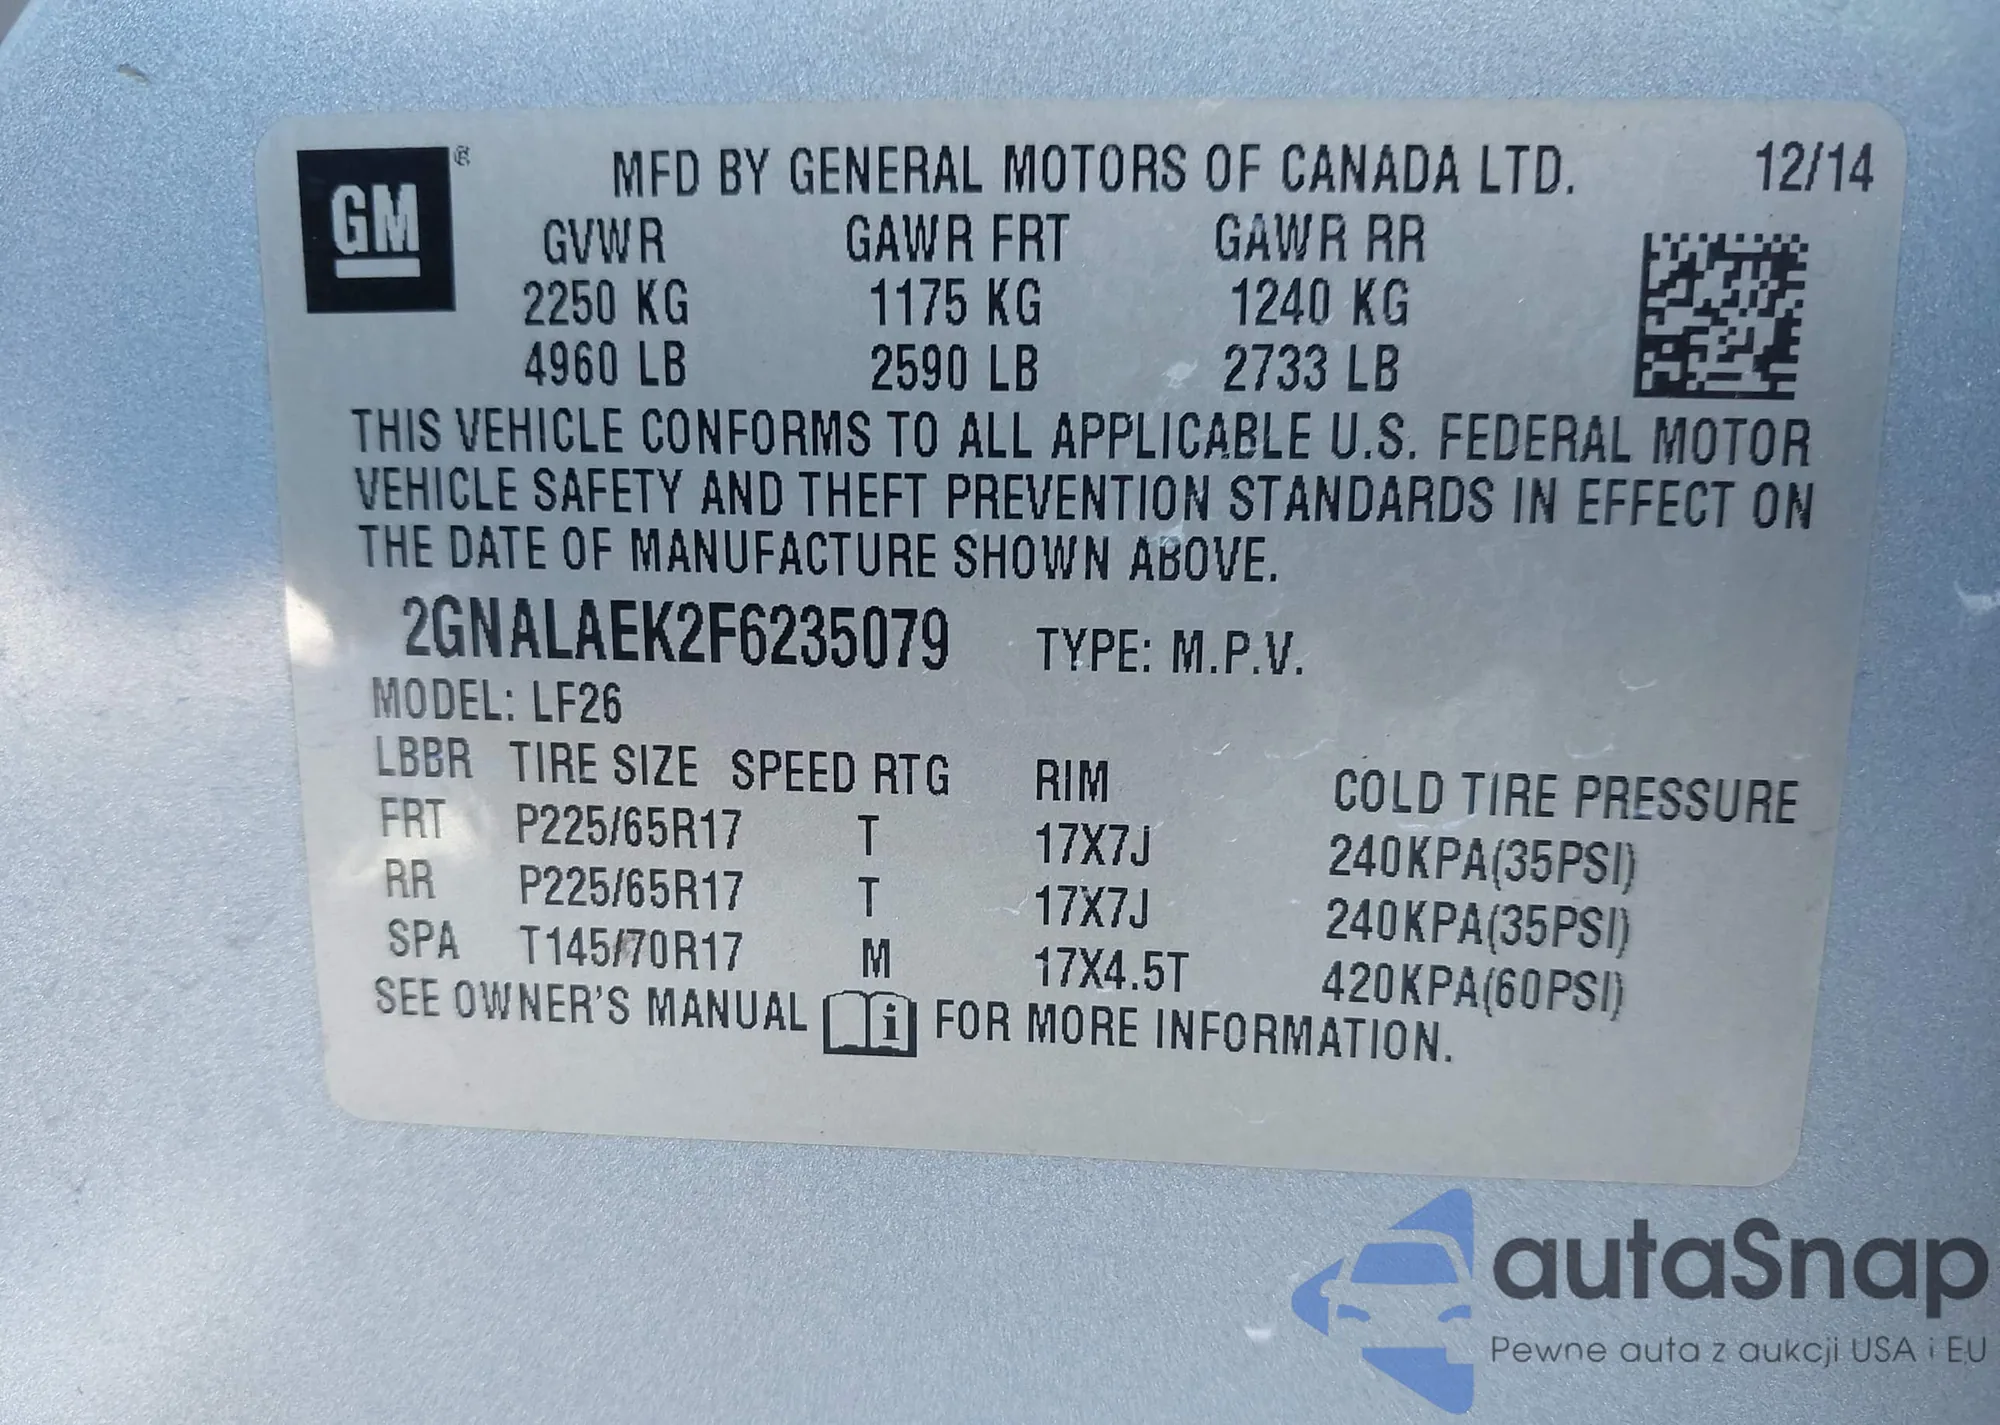 GM® MFD BY GENERAL MOTORS OF CANADA LTD. 12/14
GVWR GAWR FRT GAWR RR
2250 KG 1175 KG 1240 KG
4960 LB 2590 LB 2733 LB
THIS VEHICLE CONFORMS TO ALL APPLICABLE U.S. FEDERAL MOTOR
VEHICLE SAFETY AND THEFT PREVENTION STANDARDS IN EFFECT ON
THE DATE OF MANUFACTURE SHOWN ABOVE.
2GNALAEK2F6235079 TYPE: M.P.V.
MODEL: LF26
LBBR TIRE SIZE SPEED RTG RIM COLD TIRE PRESSURE
FRT P225/65R17 T 17X7J 240KPA(35PSI)
RR P225/65R17 T 17X7J 240KPA(35PSI)
SPA T145/70R17 M 17X4.5T 420KPA(60PSI)
SEE OWNER'S MANUAL i FOR MORE INFORMATION.
autaSnap
Pewne auta z aukcji USA i EU